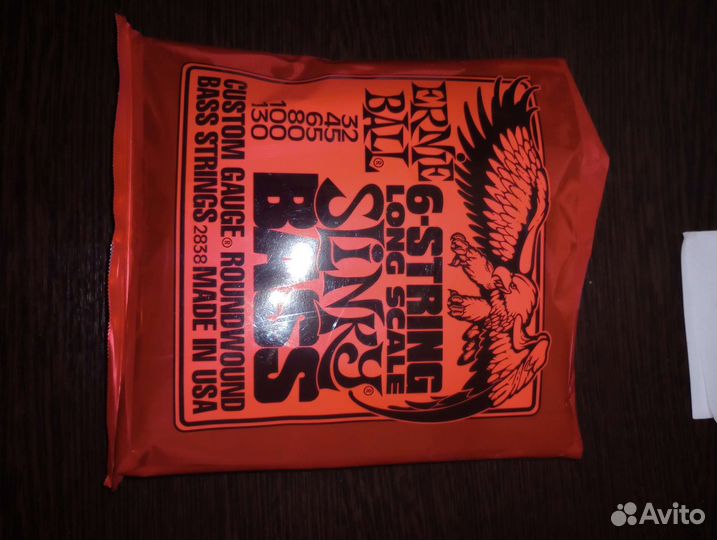 ERNIE
BALL®
6-STRING
LONG SCALE
SLINKY®
BASS
32
45
65
80
100
130
CUSTOM GAUGE® ROUNDWOUND
BASS STRINGS 2838 MADE IN USA
Avito